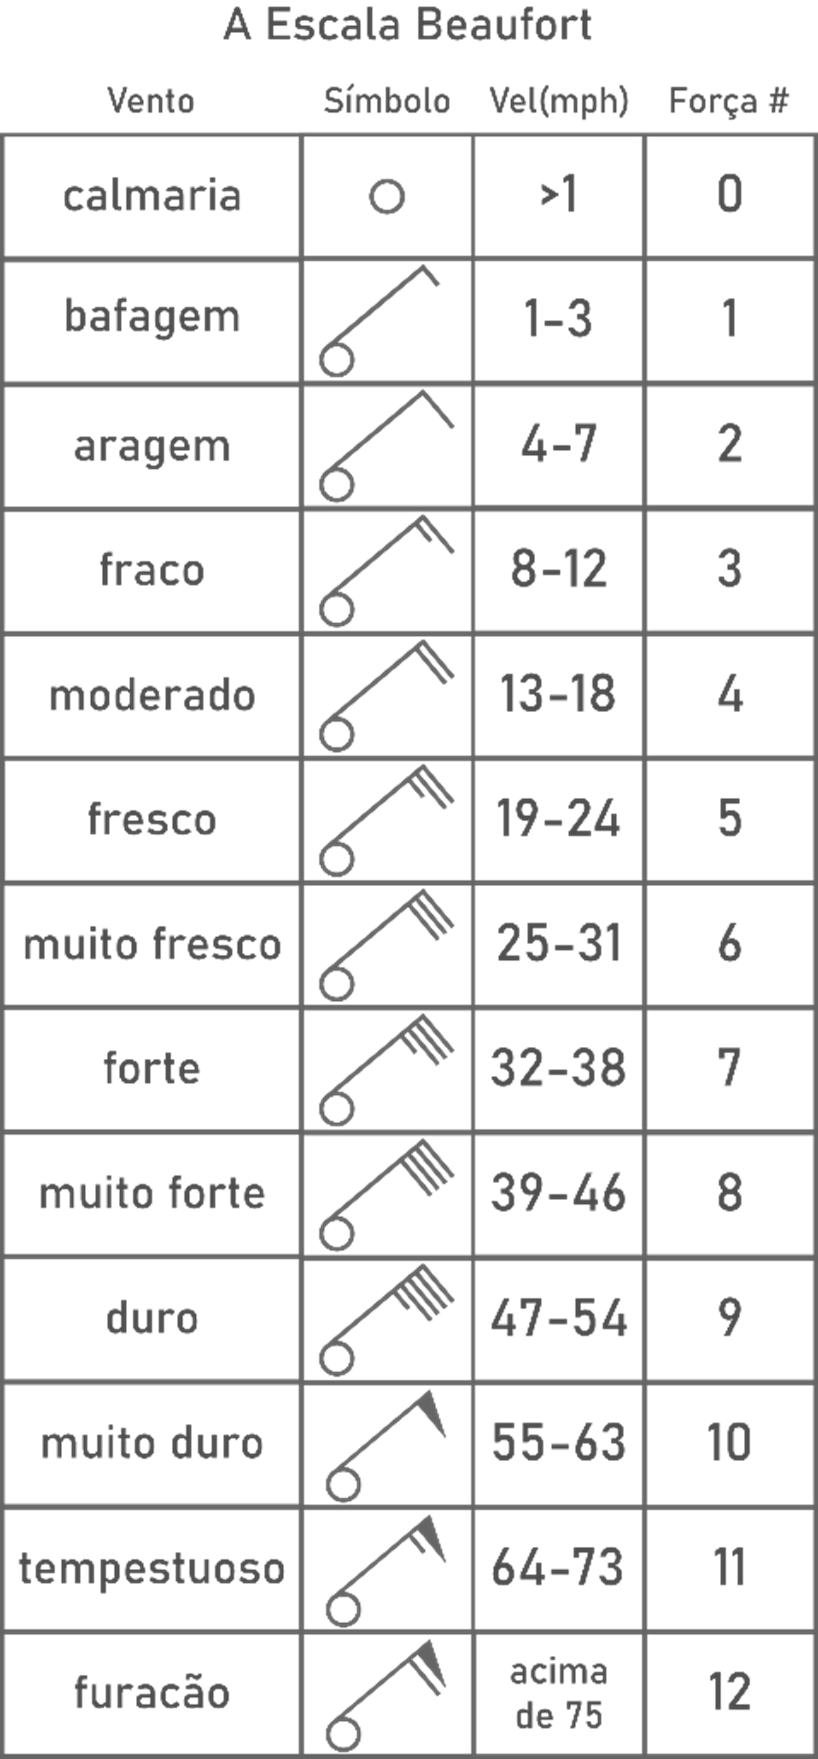 A Escala Beaufort
Vento Símbolo Vel(mph) Força #
calmaria >1 0
bafagem 1-3 1
aragem 4-7 2
fraco 8-12 3
moderado 13-18 4
fresco 19-24 5
muito fresco 25-31 6
forte 32-38 7
muito forte 39-46 8
duro 47-54 9
muito duro 55-63 10
tempestuoso 64-73 11
furacão acima de 75 12